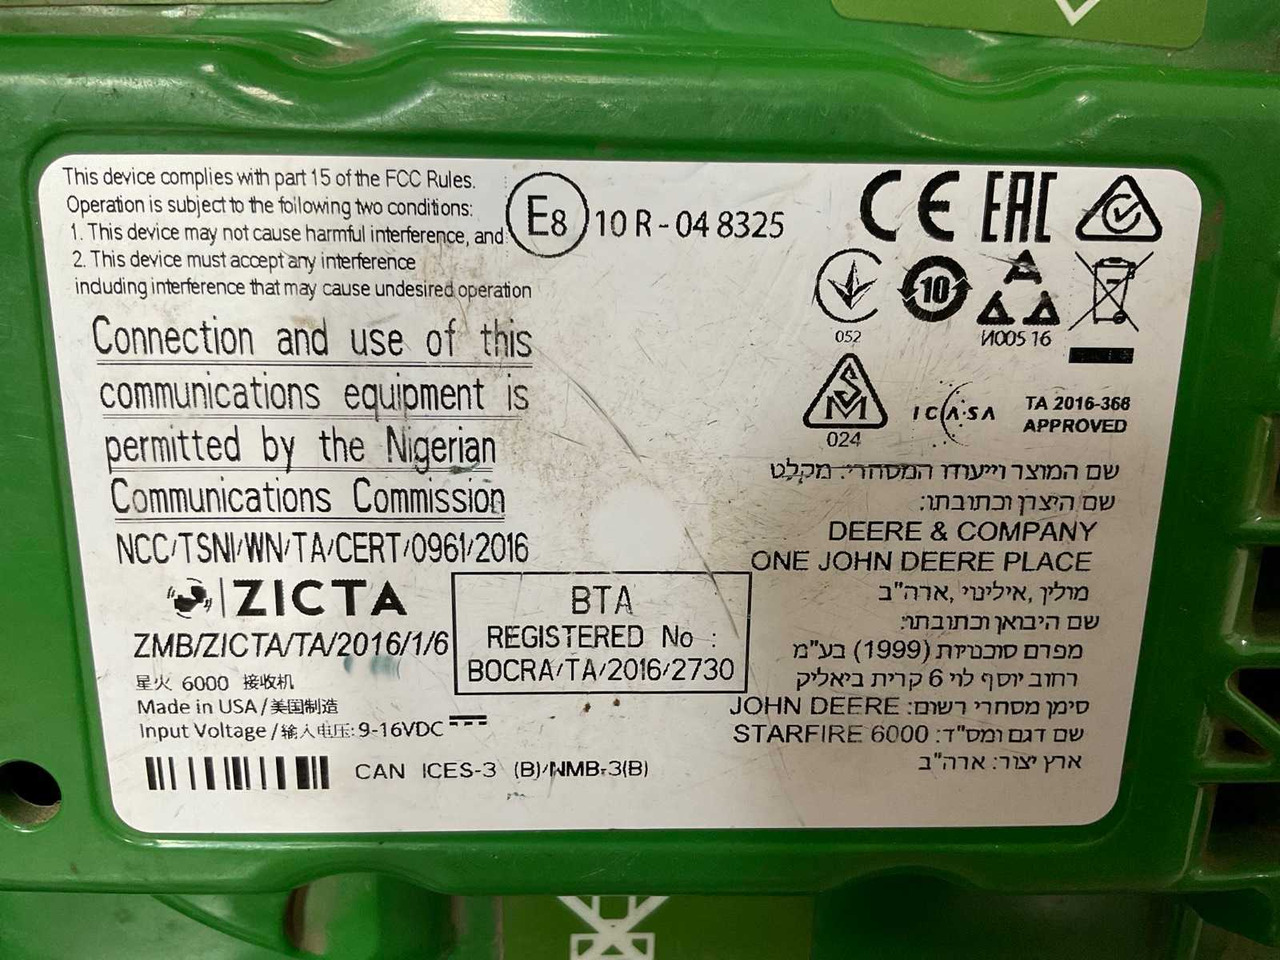 This device complies with part 15 of the FCC Rules.
Operation is subject to the following two conditions:
1. This device may not cause harmful interference, and
2. This device must accept any interference
including interference that may cause undesired operation
E8 10 R - 04 8325
CE EAC
052
10
И005 16
024
ICASA
TA 2016-368
APPROVED
Connection and use of this
communications equipment is
permitted by the Nigerian
Communications Commission
NCC/TSNI/WN/TA/CERT/0961/2016
ZICTA
ZMB/ZICTA/TA/2016/1/6
BTA
REGISTERED No :
BOCRA/TA/2016/2730
星火 6000 接收机
Made in USA/美国制造
Input Voltage/输入电压: 9-16VDC
CAN ICES-3 (B)/NMB-3(B)
שם המוצר וייעודו המסחרי: מקלט
שם היצרן וכתובתו:
DEERE & COMPANY
ONE JOHN DEERE PLACE
מולין, אילינוי, ארה"ב
שם היבואן וכתובתו:
מפרם סוכנויות (1999) בע"מ
רחוב יוסף לוי 6 קרית ביאליק
סימן מסחרי רשום: JOHN DEERE
שם דגם ומס"ד: STARFIRE 6000
ארץ יצור: ארה"ב